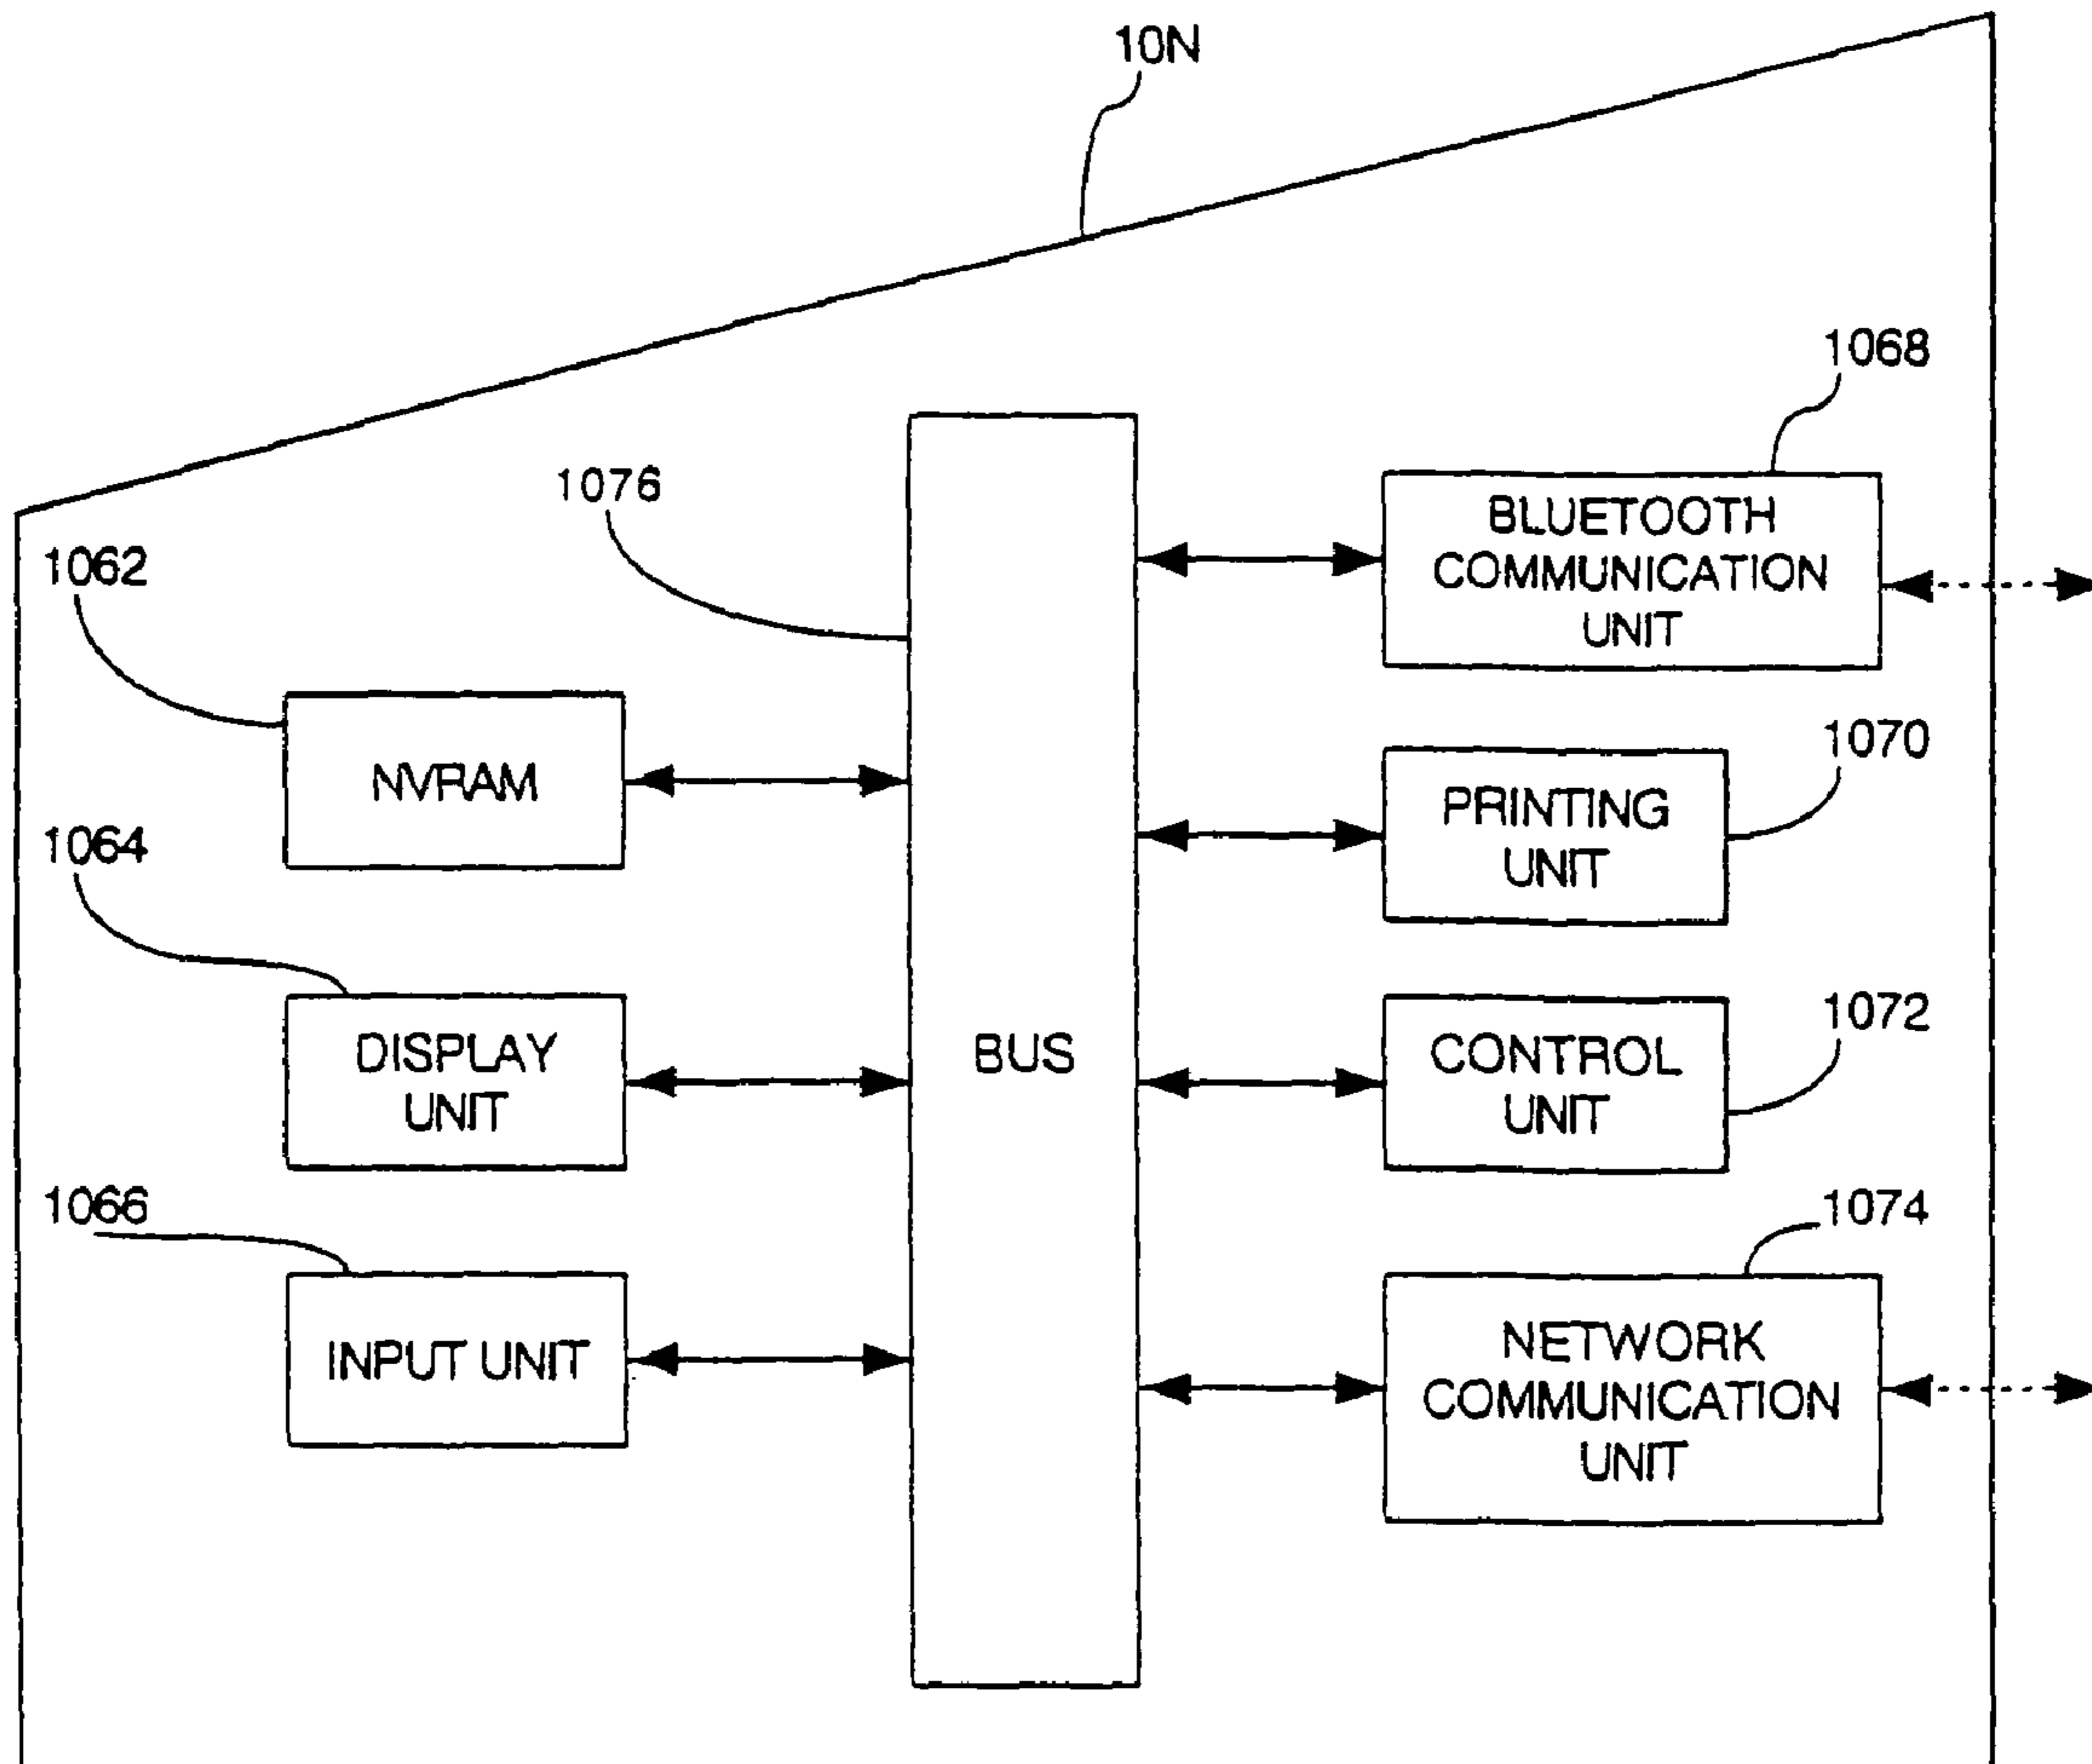 10N
1068
1076
BLUETOOTH
COMMUNICATION
UNIT
1062
NVRAM
1070
PRINTING
UNIT
1064
DISPLAY
UNIT
BUS
1072
CONTROL
UNIT
1066
INPUT UNIT
1074
NETWORK
COMMUNICATION
UNIT